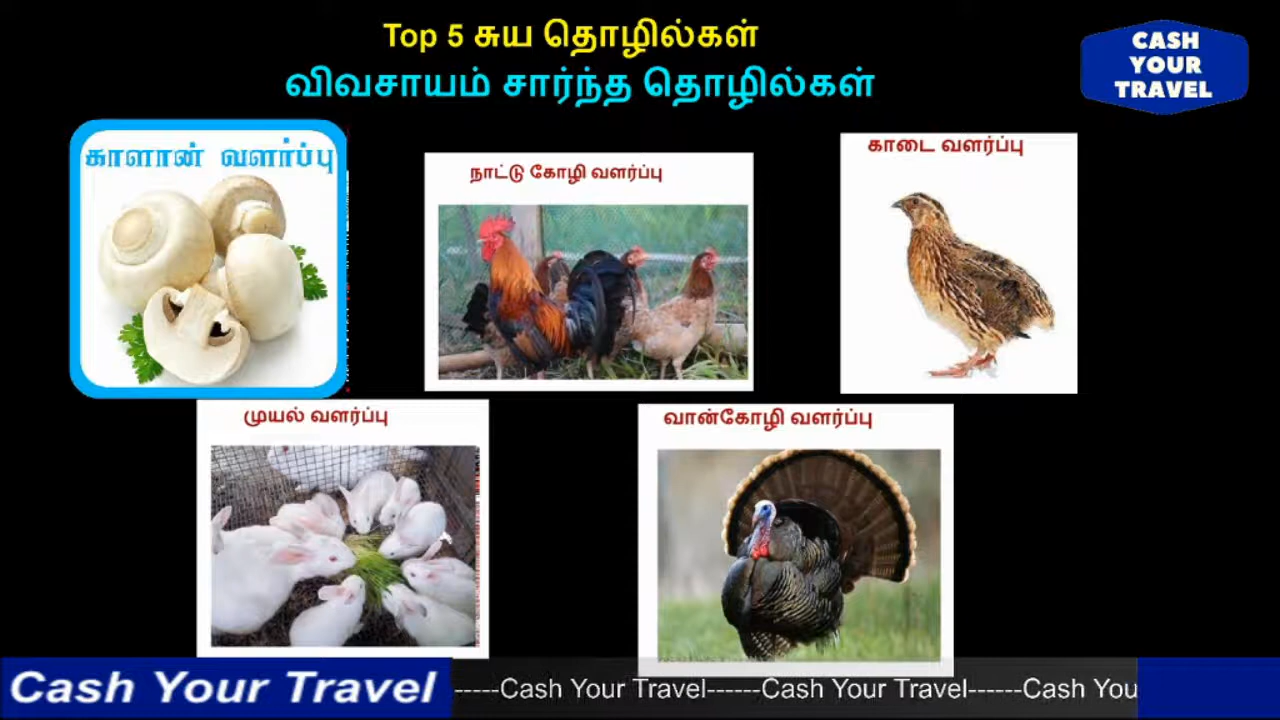 Top 5 சுய தொழில்கள்
விவசாயம் சார்ந்த தொழில்கள்
CASH
YOUR
TRAVEL
காளான் வளர்ப்பு
நாட்டு கோழி வளர்ப்பு
காடை வளர்ப்பு
முயல் வளர்ப்பு
வான்கோழி வளர்ப்பு
Cash Your Travel
-----Cash Your Travel------Cash Your Travel------Cash You